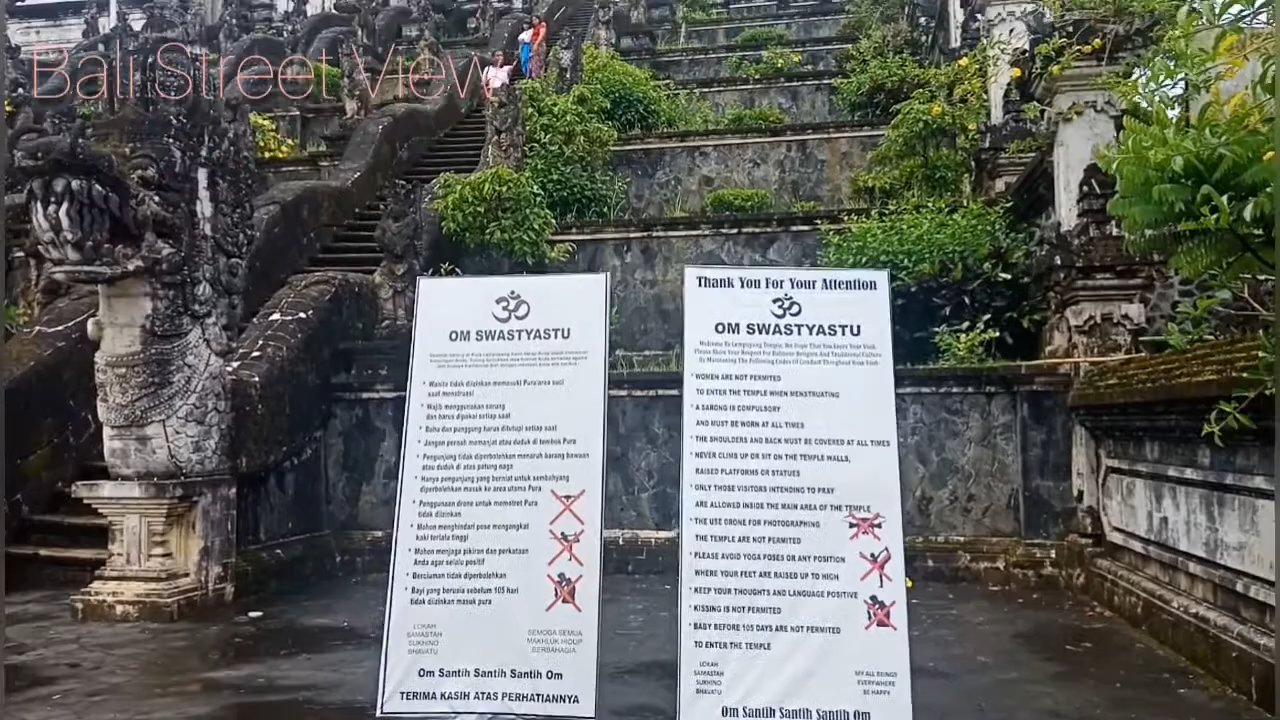 Bali Street View
OM SWASTYASTU
* Wanita tidak diizinkan memasuki Pura/area suci
saat menstruasi
* Wajib menggunakan sarung
dan harus dipakai setiap saat
* Bahu dan punggung harus ditutupi setiap saat
* Jangan pernah memanjat atau duduk di tembok Pura
* Pengunjung tidak diperbolehkan menaruh barang bawaan
atau duduk di atas patung naga
* Hanya pengunjung yang berniat untuk sembahyang
diperbolehkan masuk ke area utama Pura
* Penggunaan drone untuk memotret Pura
tidak diizinkan
* Mohon menghindari pose mengangkat
kaki terlalu tinggi
* Mohon menjaga pikiran dan perkataan
Anda agar selalu positif
* Berciuman tidak diperbolehkan
* Bayi yang berusia sebelum 105 hari
tidak diizinkan masuk pura
LOKAH
SAMASTAH
SUKHINO
BHAVATU
SEMOGA SEMUA
MAKHLUK HIDUP
BERBAHAGIA
Om Santih Santih Santih Om
TERIMA KASIH ATAS PERHATIANNYA
Thank You For Your Attention
OM SWASTYASTU
Welcome To Lempuyang Temple, We Hope That You Enjoy Your Visit.
Please Show Your Respect For Balinese Religion And Traditional Culture
By Maintaining The Following Codes Of Conduct Throughout Your Visit:
* WOMEN ARE NOT PERMITED
TO ENTER THE TEMPLE WHEN MENSTRUATING
* A SARONG IS COMPULSORY
AND MUST BE WORN AT ALL TIMES
* THE SHOULDERS AND BACK MUST BE COVERED AT ALL TIMES
* NEVER CLIMB UP OR SIT ON THE TEMPLE WALLS,
RAISED PLATFORMS OR STATUES
* ONLY THOSE VISITORS INTENDING TO PRAY
ARE ALLOWED INSIDE THE MAIN AREA OF THE TEMPLE
* THE USE DRONE FOR PHOTOGRAPHING
THE TEMPLE ARE NOT PERMITED
* PLEASE AVOID YOGA POSES OR ANY POSITION
WHERE YOUR FEET ARE RAISED UP TO HIGH
* KEEP YOUR THOUGHTS AND LANGUAGE POSITIVE
* KISSING IS NOT PERMITED
* BABY BEFORE 105 DAYS ARE NOT PERMITED
TO ENTER THE TEMPLE
LOKAH
SAMASTAH
SUKHINO
BHAVATU
MY ALL BEINGS
EVERYWHERE
BE HAPPY
Om Santih Santih Santih Om